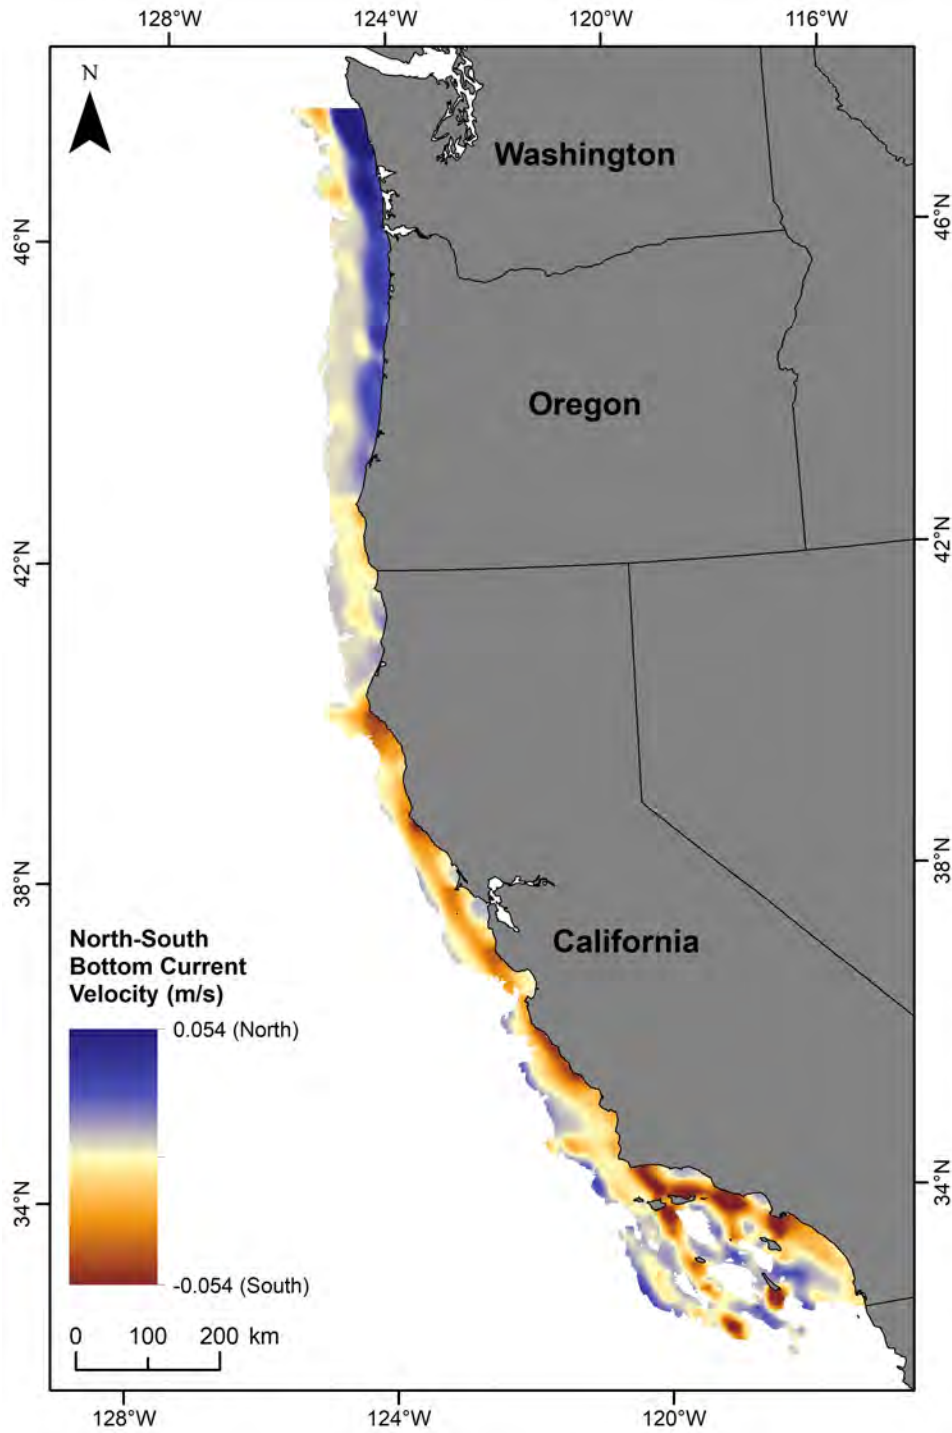 128°W 124°W 120°W 116°W
N
Washington
46°N 46°N
Oregon
42°N 42°N
38°N 38°N
California
North-South
Bottom Current
Velocity (m/s)
0.054 (North)
34°N 34°N
-0.054 (South)
0 100 200 km
128°W 124°W 120°W